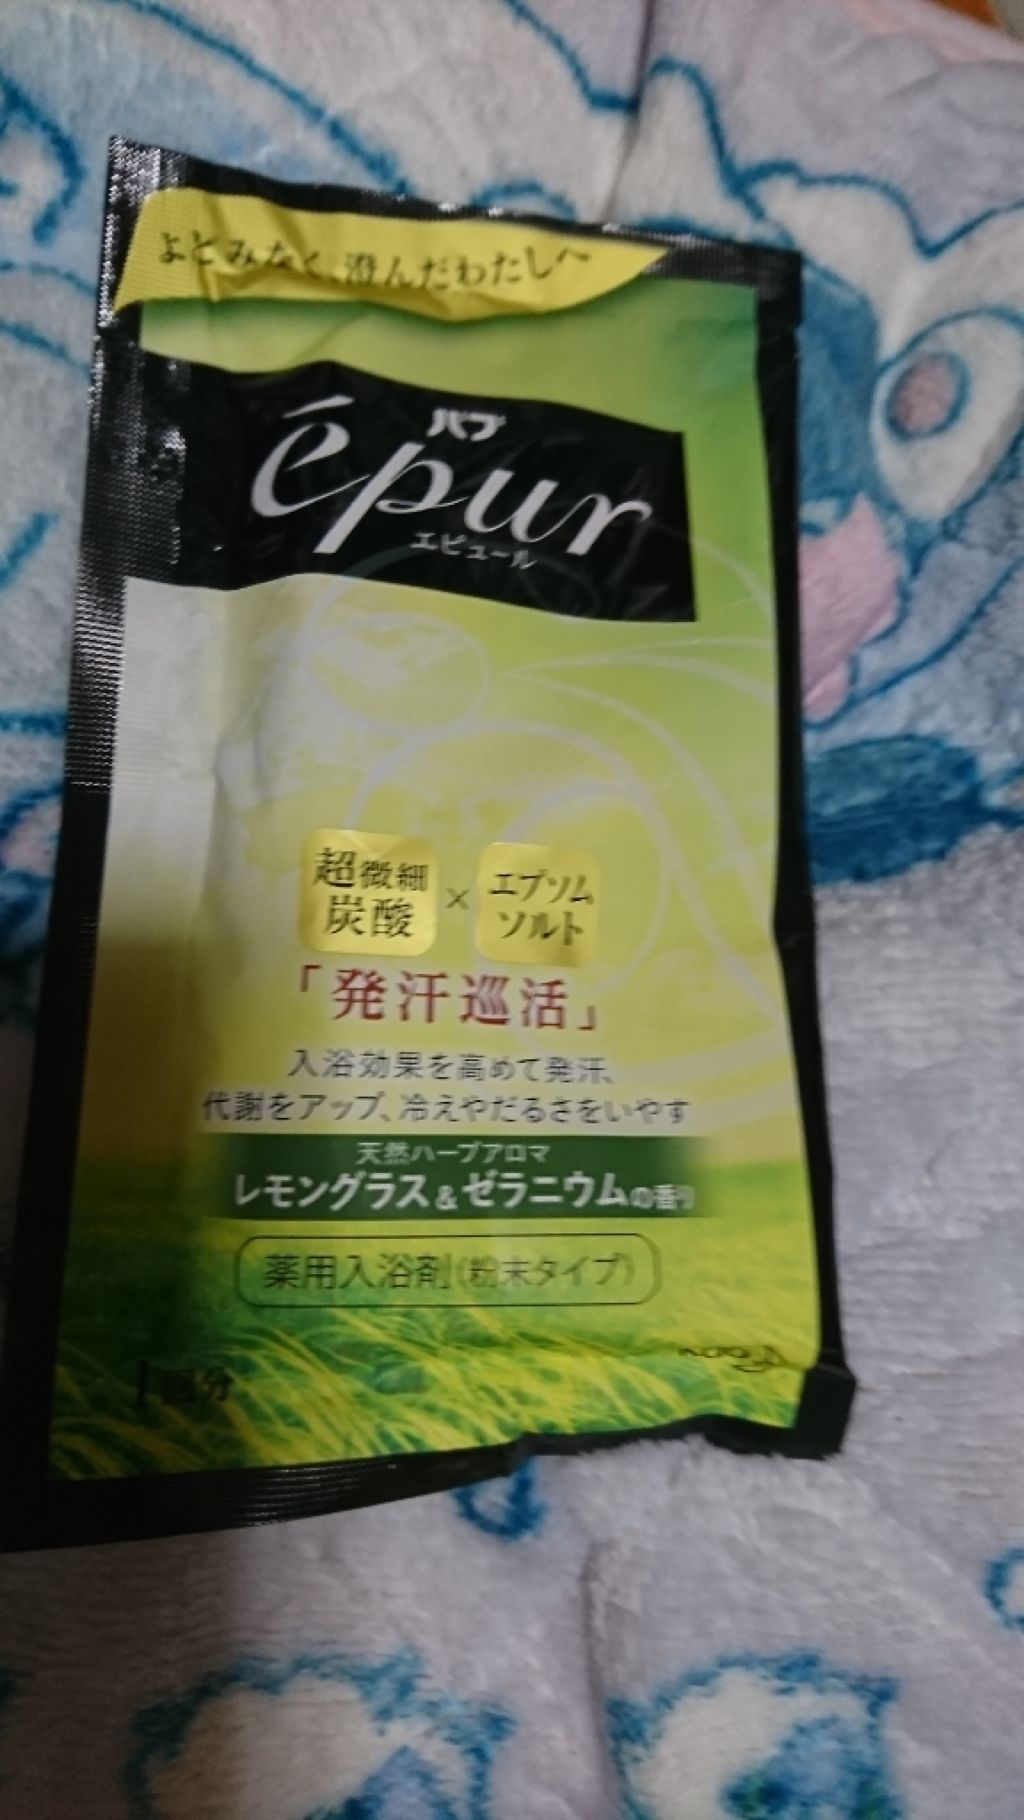 よどみなく、澄んだわたしへ
バブ
épur
エピュール
超微細
炭酸
×
エプソム
ソルト
「発汗巡活」
入浴効果を高めて発汗、
代謝をアップ、冷えやだるさをいやす
天然ハーブアロマ
レモングラス&ゼラニウムの香り
薬用入浴剤(粉末タイプ)
1回分
Kao